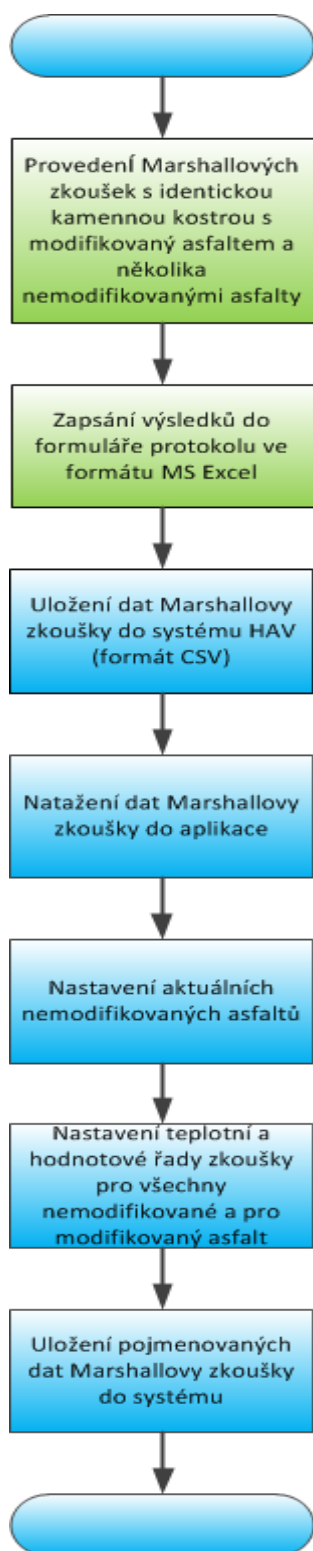 Provedení Marshallových
zkoušek s identickou
kamennou kostrou s
modifikovaný asfaltem a
několika
nemodifikovanými asfalty
Zapsání výsledků do
formuláře protokolu ve
formátu MS Excel
Uložení dat Marshallovy
zkoušky do systému HAV
(formát CSV)
Natažení dat Marshallovy
zkoušky do aplikace
Nastavení aktuálních
nemodifikovaných asfaltů
Nastavení teplotní a
hodnotové řady zkoušky
pro všechny
nemodifikované a pro
modifikovaný asfalt
Uložení pojmenovaných
dat Marshallovy zkoušky
do systému